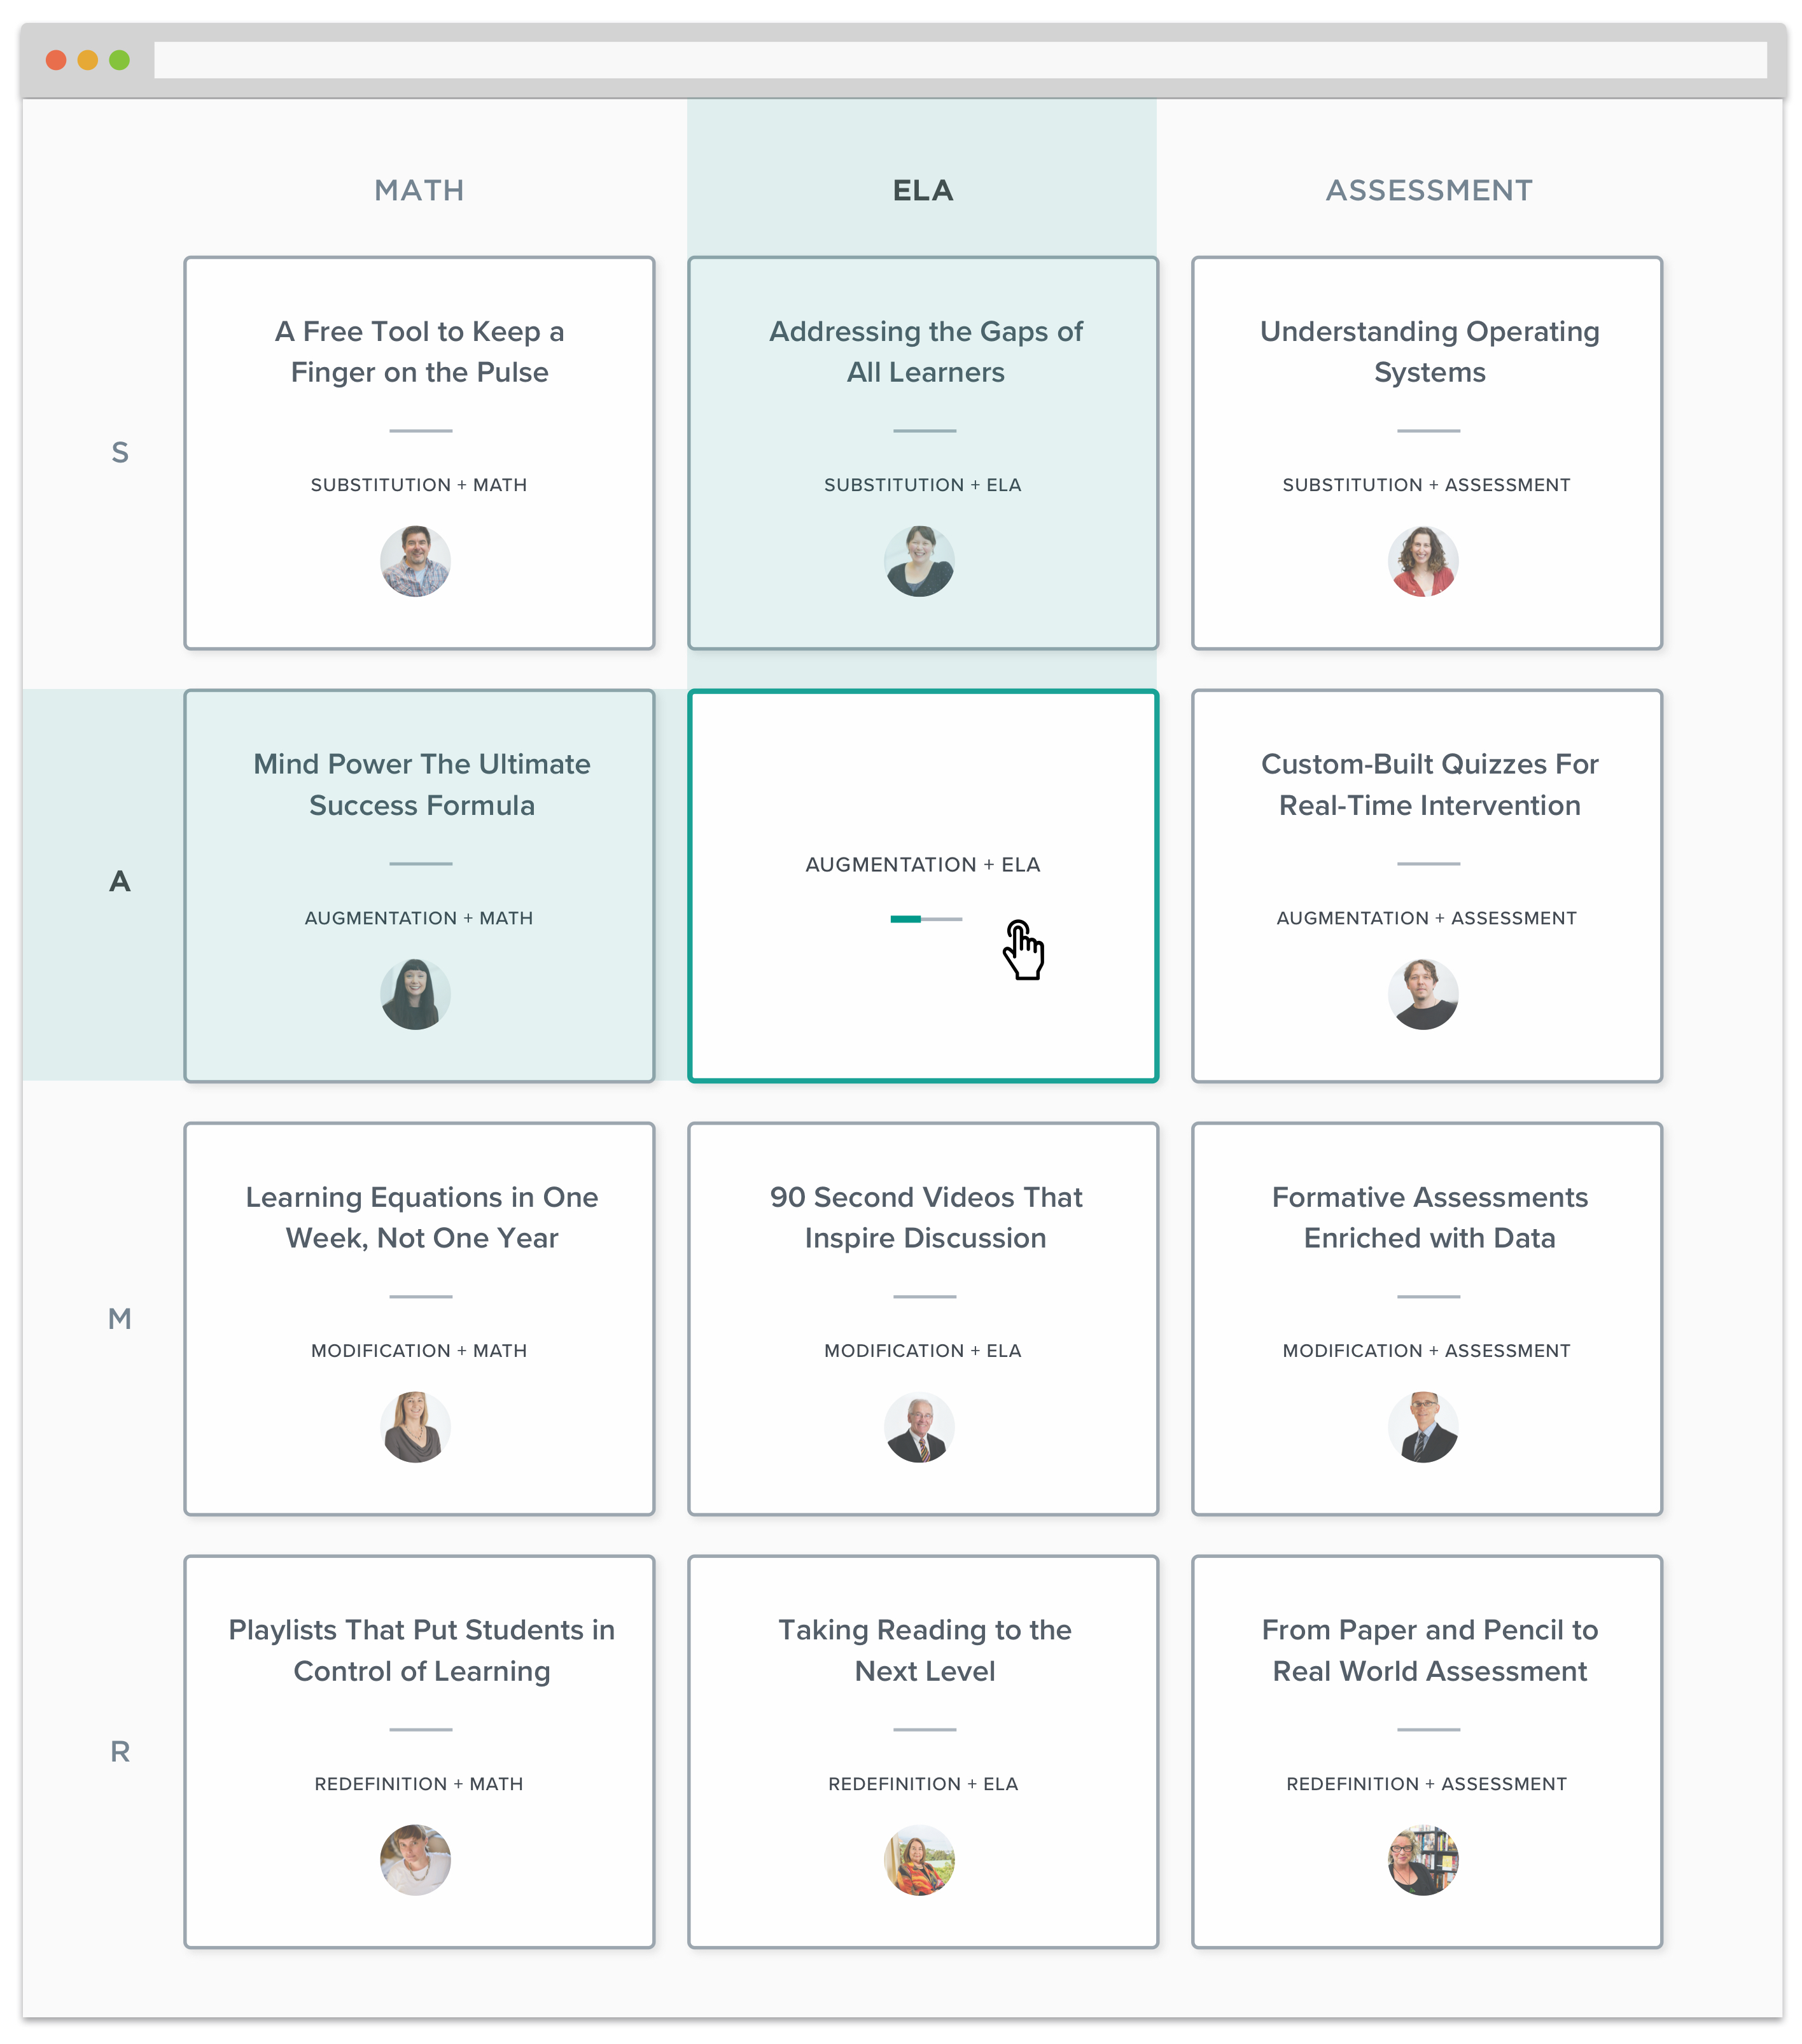 MATH
ELA
ASSESSMENT
S
A Free Tool to Keep a
Finger on the Pulse
SUBSTITUTION + MATH
Addressing the Gaps of
All Learners
SUBSTITUTION + ELA
Understanding Operating
Systems
SUBSTITUTION + ASSESSMENT
A
Mind Power The Ultimate
Success Formula
AUGMENTATION + MATH
AUGMENTATION + ELA
Custom-Built Quizzes For
Real-Time Intervention
AUGMENTATION + ASSESSMENT
M
Learning Equations in One
Week, Not One Year
MODIFICATION + MATH
90 Second Videos That
Inspire Discussion
MODIFICATION + ELA
Formative Assessments
Enriched with Data
MODIFICATION + ASSESSMENT
R
Playlists That Put Students in
Control of Learning
REDEFINITION + MATH
Taking Reading to the
Next Level
REDEFINITION + ELA
From Paper and Pencil to
Real World Assessment
REDEFINITION + ASSESSMENT